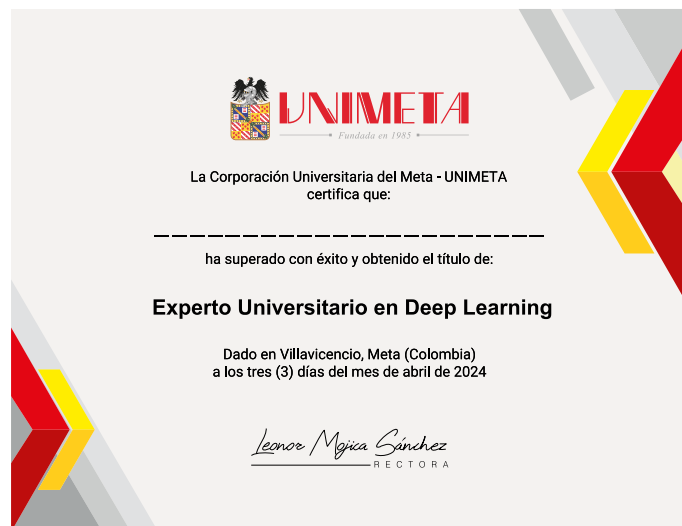 UNIMETA
Fundada en 1985
La Corporación Universitaria del Meta - UNIMETA
certifica que:
ha superado con éxito y obtenido el título de:
Experto Universitario en Deep Learning
Dado en Villavicencio, Meta (Colombia)
a los tres (3) días del mes de abril de 2024
Leonor Mojica Sánchez
RECTORA